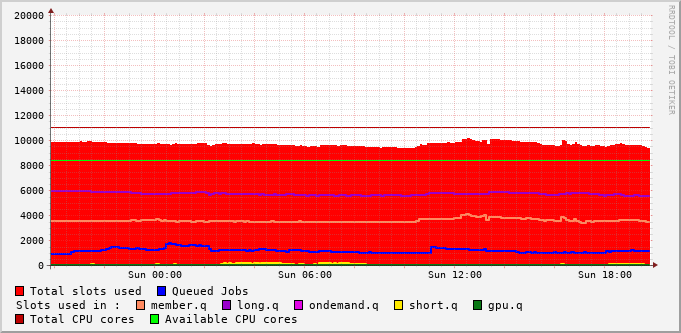 20000
18000
16000
14000
12000
10000
8000
6000
4000
2000
0
Sun 00:00 Sun 06:00 Sun 12:00 Sun 18:00
Total slots used Queued Jobs
Slots used in : member.q long.q ondemand.q short.q gpu.q
Total CPU cores Available CPU cores
RRDTOOL / TOBI OETIKER